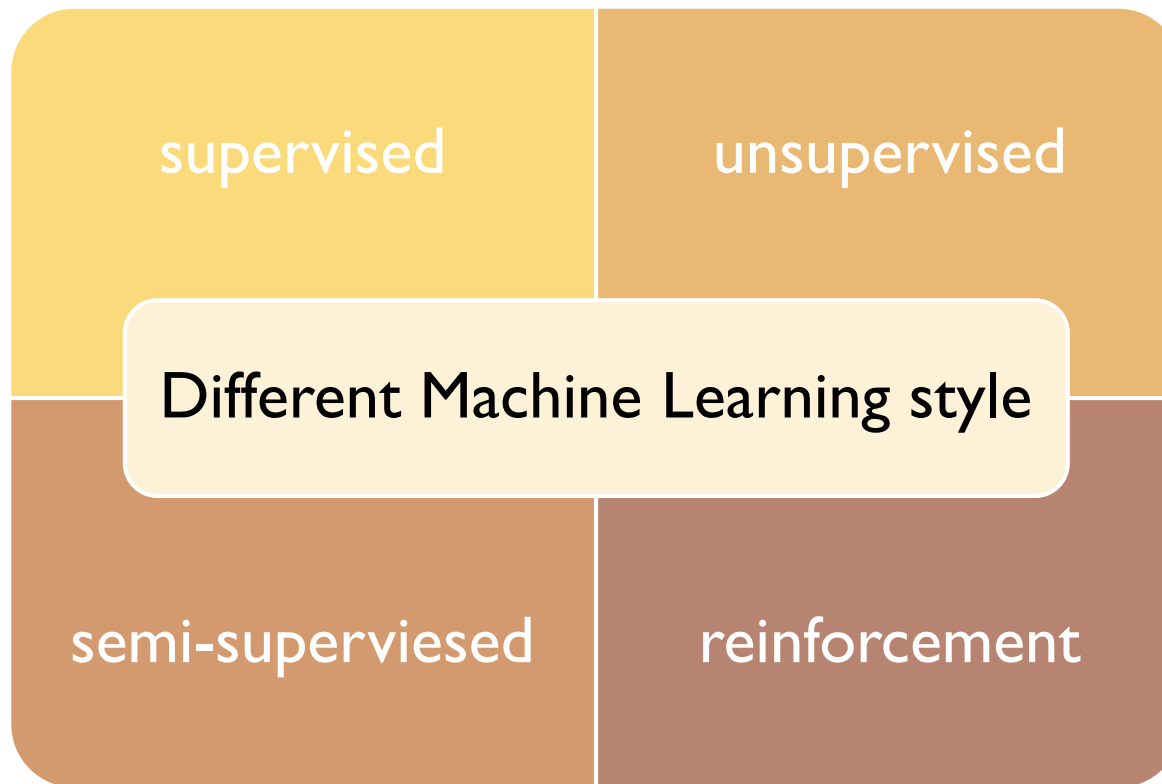 supervised
unsupervised
Different Machine Learning style
semi-superviesed
reinforcement